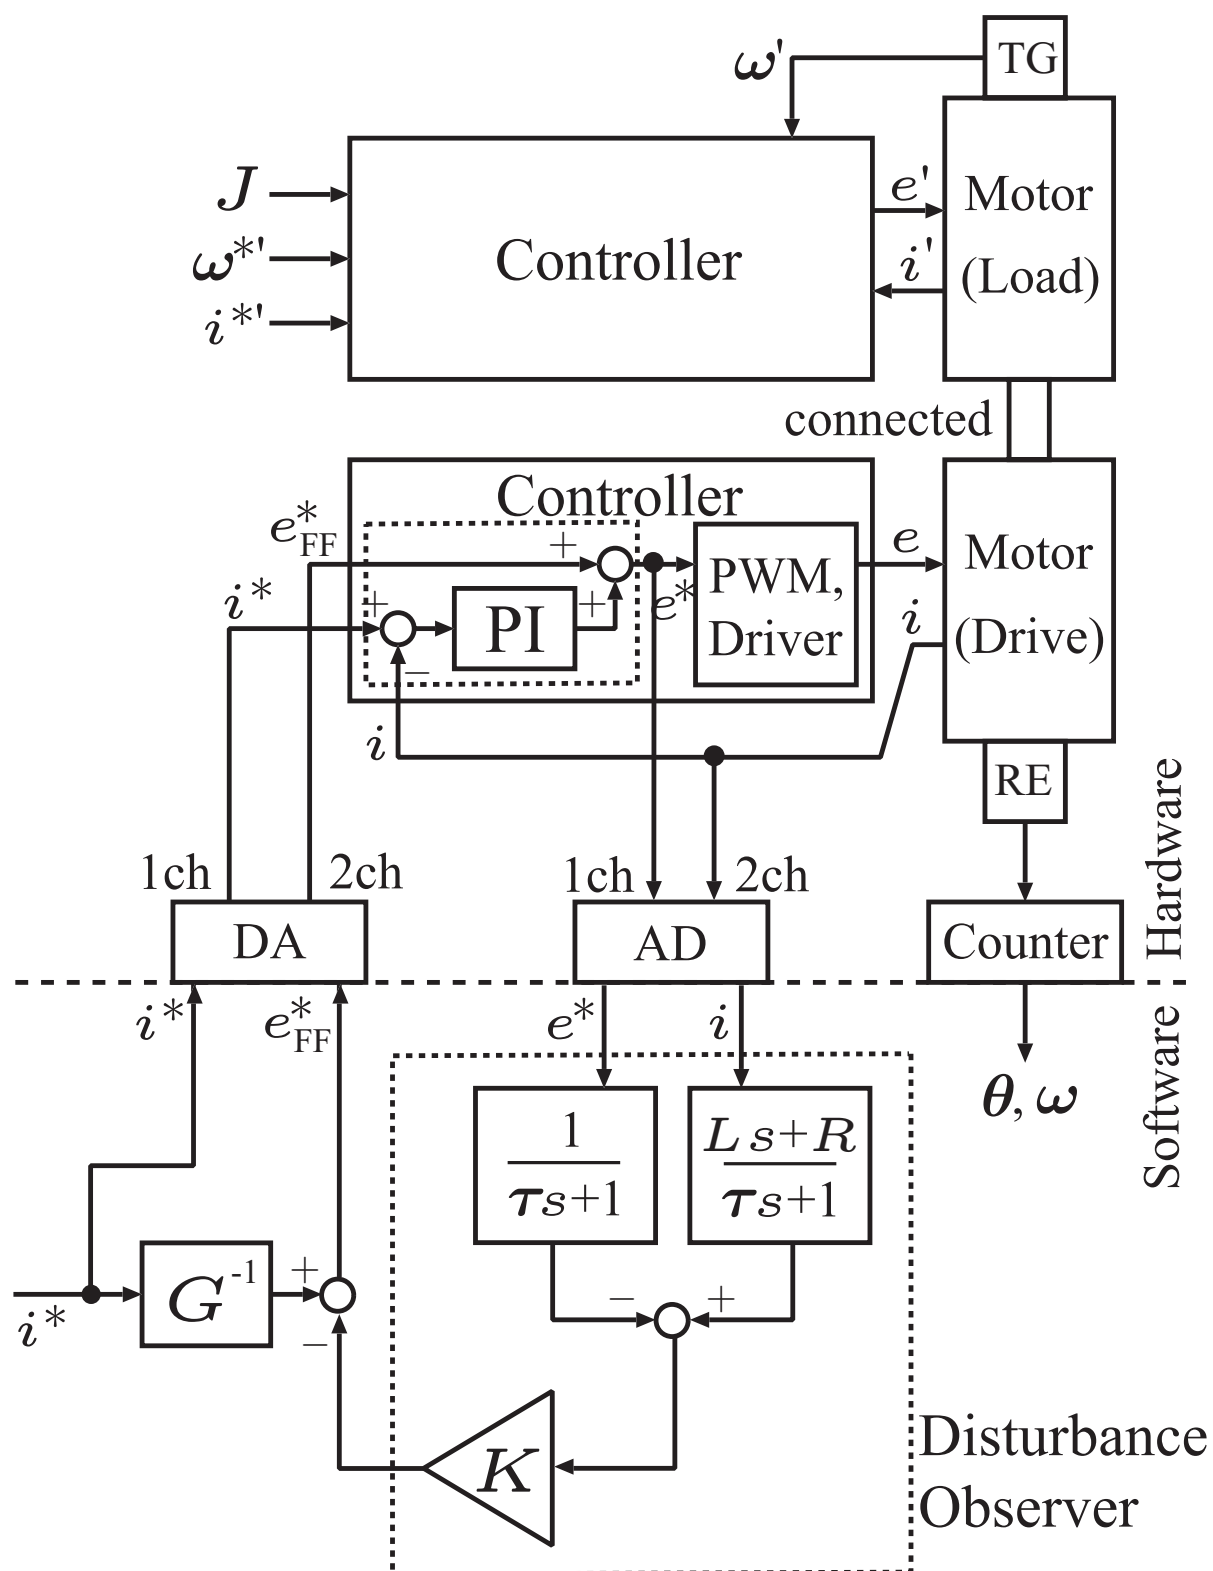 TG
ω'
J
ω*'
i*'
Controller
e'
i'
Motor
(Load)
connected
Controller
e*FF
+
i*
+
PI
+
−
e*
PWM,
Driver
e
i
Motor
(Drive)
i
RE
Hardware
1ch
2ch
1ch
2ch
DA
AD
Counter
i*
e*FF
e*
i
θ, ω
Software
1
τs+1
Ls+R
τs+1
i*
G-1
+
−
−
+
K
Disturbance
Observer